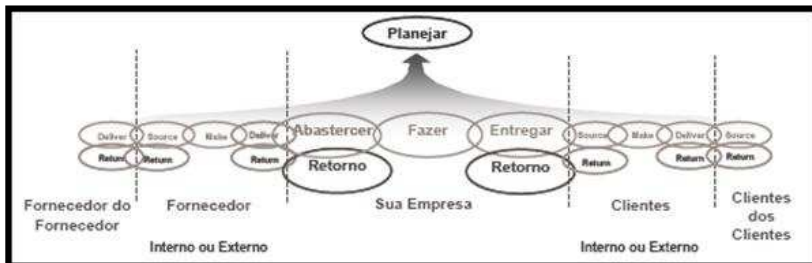 Planejar
Deliver Source Make Deliver Abastercer Fazer Entregar Source Make Deliver Source
Return Return Return Retorno Retorno Return Return Return
Fornecedor do Fornecedor
Fornecedor
Sua Empresa
Clientes
Clientes dos Clientes
Interno ou Externo
Interno ou Externo